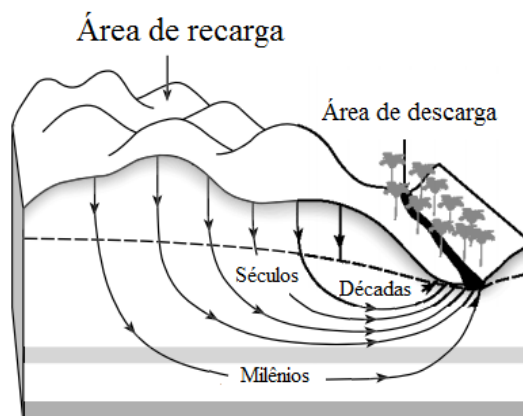 Área de recarga
Área de descarga
Séculos
Décadas
Milênios